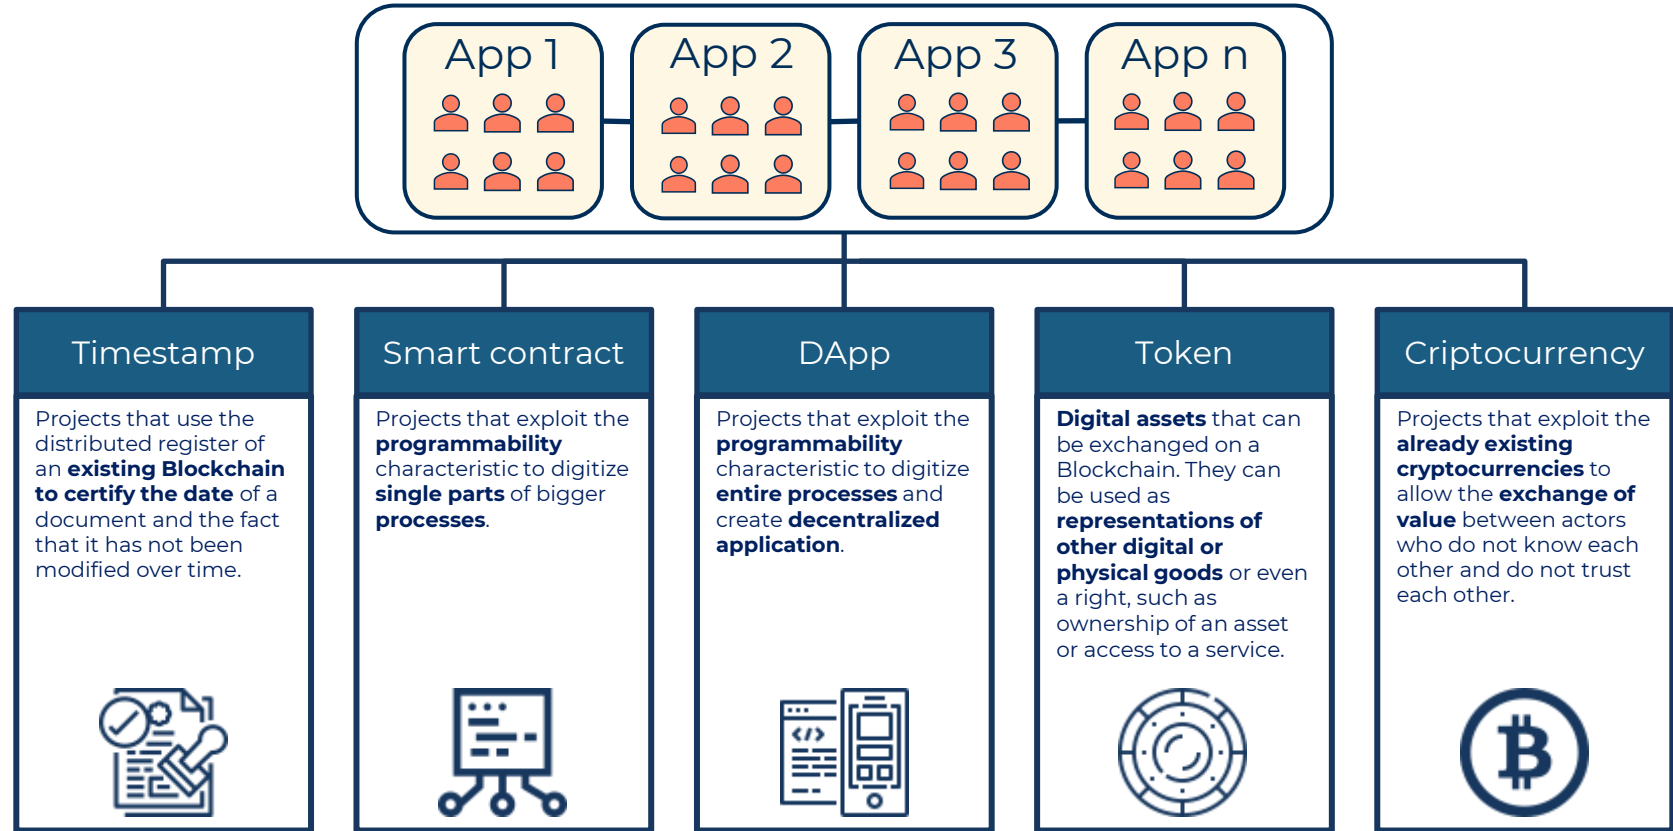 App 1
App 2
App 3
App n
Timestamp
Projects that use the
distributed register of
an existing Blockchain
to certify the date of a
document and the fact
that it has not been
modified over time.
Smart contract
Projects that exploit the
programmability
characteristic to digitize
single parts of bigger
processes.
DApp
Projects that exploit the
programmability
characteristic to digitize
entire processes and
create decentralized
application.
Token
Digital assets that can
be exchanged on a
Blockchain. They can
be used as
representations of
other digital or
physical goods or even
a right, such as
ownership of an asset
or access to a service.
Criptocurrency
Projects that exploit the
already existing
cryptocurrencies to
allow the exchange of
value between actors
who do not know each
other and do not trust
each other.